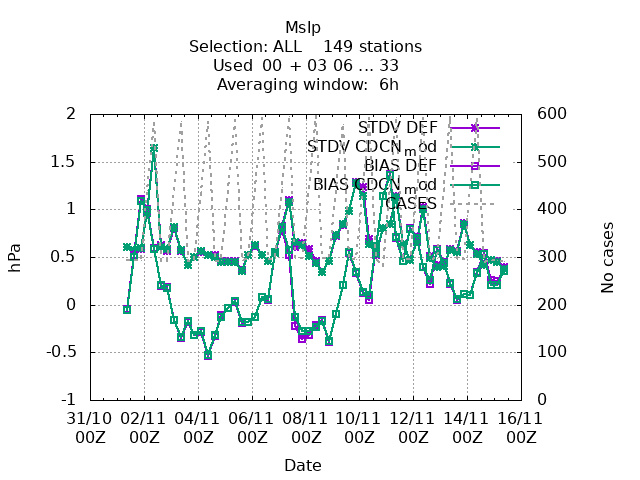 Mslp
Selection: ALL    149 stations
Used  00 + 03 06 ... 33
Averaging window:  6h
STDV DEF
STDV CDCNmod
BIAS DEF
BIAS CDCNmod
CASES
2
1.5
1
0.5
0
-0.5
-1
600
500
400
300
200
100
0
hPa
No cases
31/10 02/11 04/11 06/11 08/11 10/11 12/11 14/11 16/11
00Z 00Z 00Z 00Z 00Z 00Z 00Z 00Z 00Z
Date